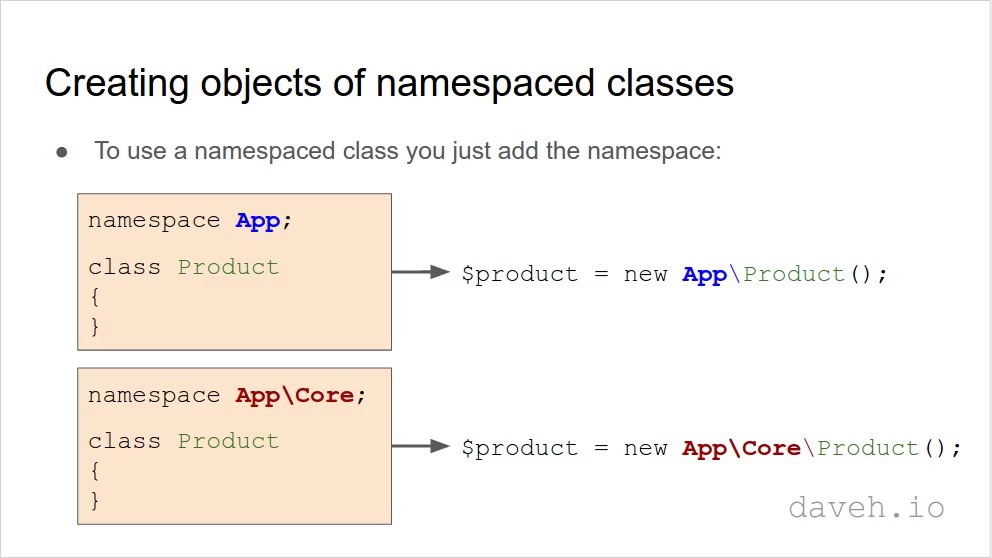 Creating objects of namespaced classes
● To use a namespaced class you just add the namespace:
namespace App;
class Product
{
}
$product = new App\Product();
namespace App\Core;
class Product
{
}
$product = new App\Core\Product();
daveh.io